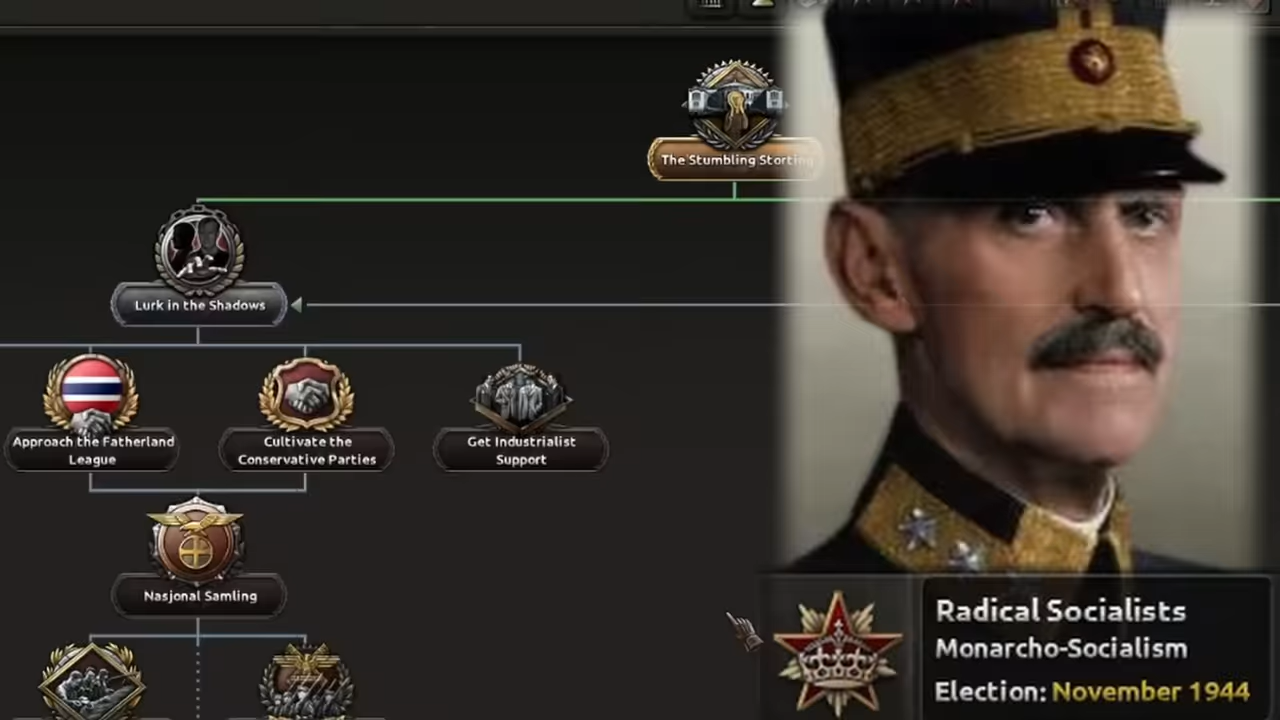 The Stumbling Storting
Lurk in the Shadows
Approach the Fatherland
League
Cultivate the
Conservative Parties
Get Industrialist
Support
Nasjonal Samling
Radical Socialists
Monarcho-Socialism
Election: November 1944